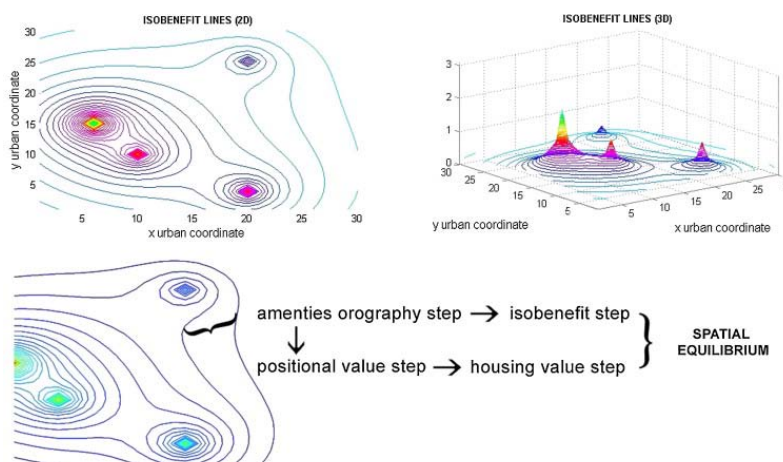 ISOBENEFIT LINES (2D)
30
25
20
15
10
5
y urban coordinate
5 10 15 20 25 30
x urban coordinate
ISOBENEFIT LINES (3D)
3
2
1
0
30
25
20
15
10
5
y urban coordinate
5
10
15
20
25
x urban coordinate
amenties orography step → isobenefit step
positional value step → housing value step
SPATIAL
EQUILIBRIUM